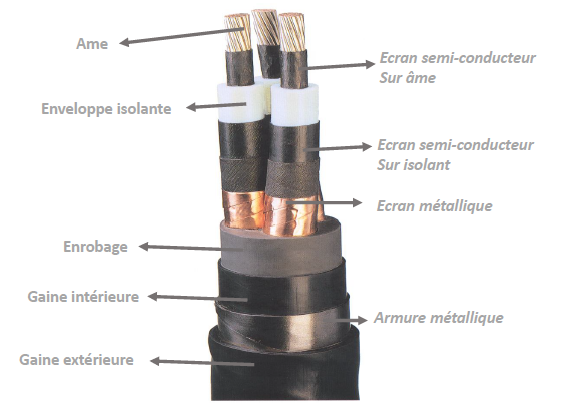 Ame
Ecran semi-conducteur
Sur âme
Enveloppe isolante
Ecran semi-conducteur
Sur isolant
Ecran métallique
Enrobage
Gaine intérieure
Armure métallique
Gaine extérieure